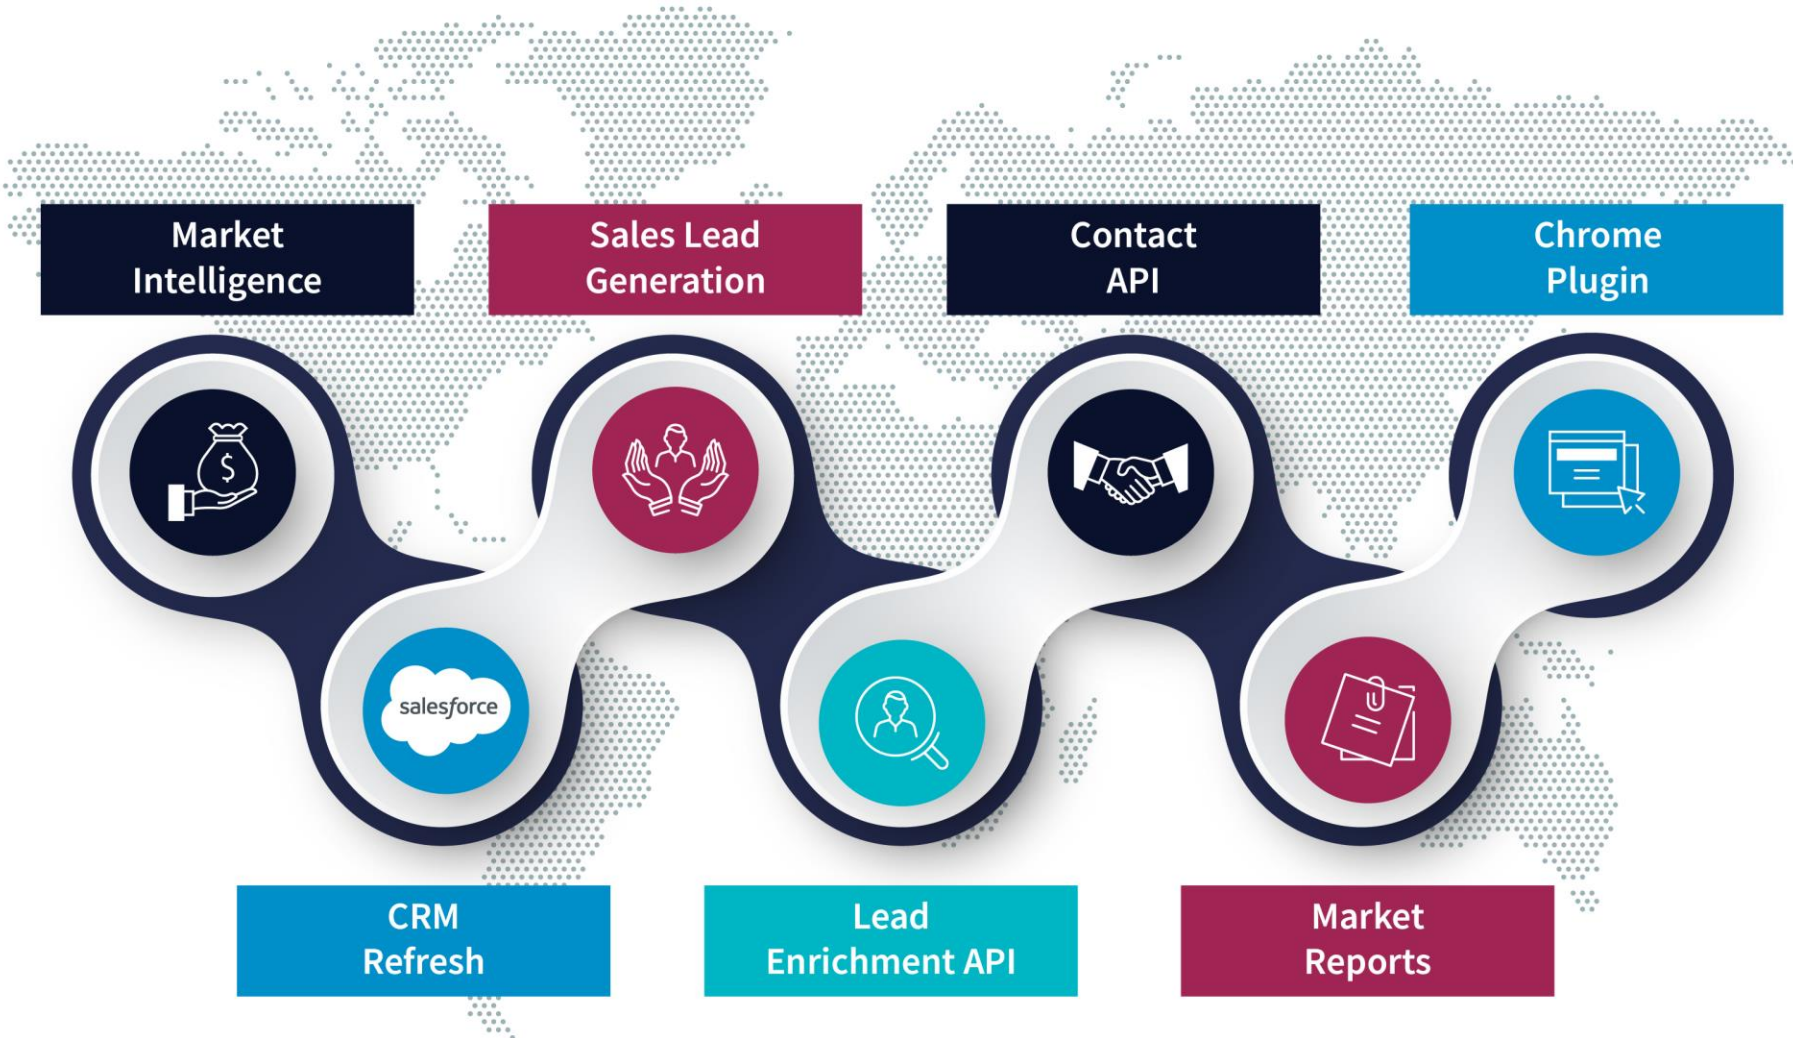 Market
Intelligence
Sales Lead
Generation
Contact
API
Chrome
Plugin
$
salesforce
CRM
Refresh
Lead
Enrichment API
Market
Reports